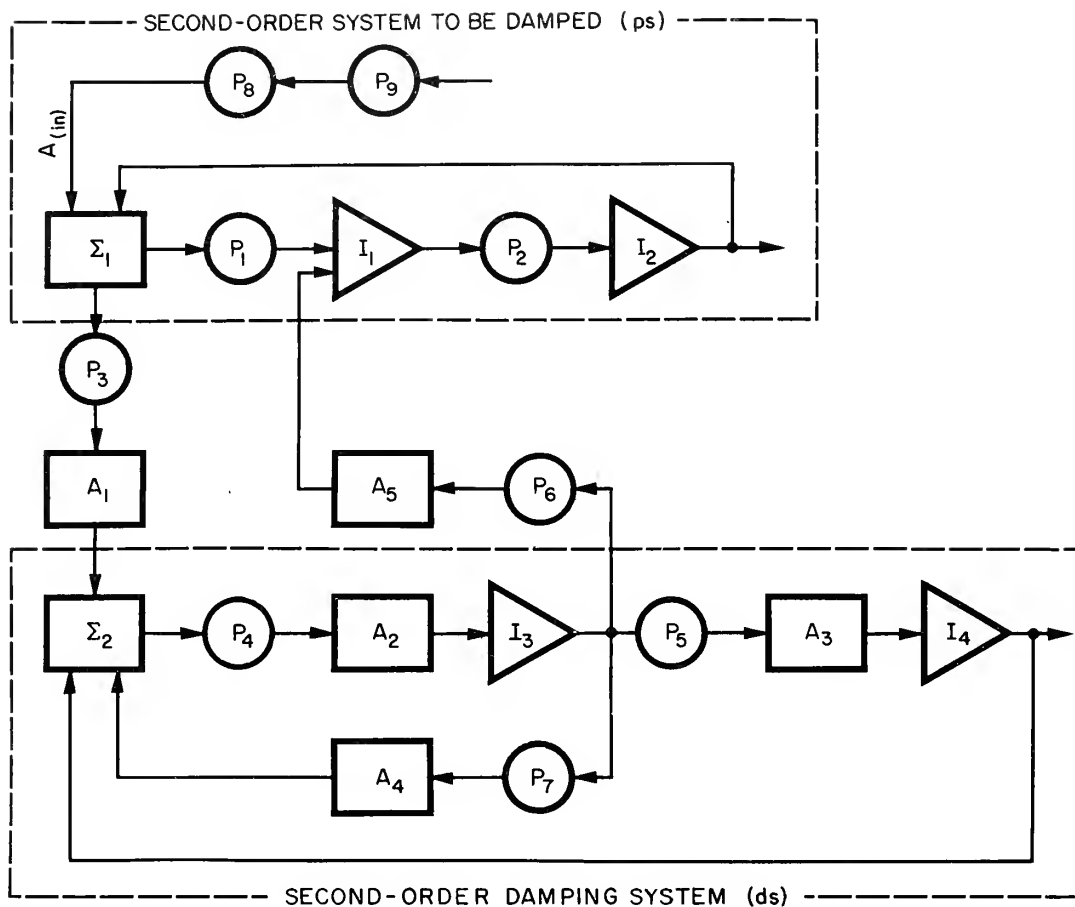 SECOND-ORDER SYSTEM TO BE DAMPED (ps)
P8
P9
A(in)
Σ1
P1
I1
P2
I2
P3
A1
A5
P6
Σ2
P4
A2
I3
P5
A3
I4
A4
P7
SECOND-ORDER DAMPING SYSTEM (ds)